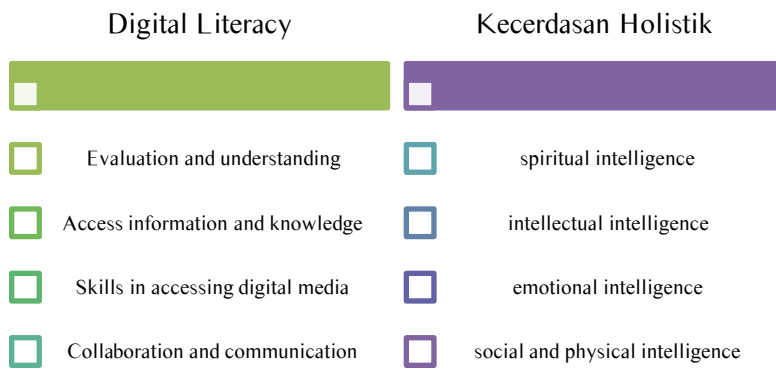 Digital Literacy
Evaluation and understanding
Access information and knowledge
Skills in accessing digital media
Collaboration and communication
Kecerdasan Holistik
spiritual intelligence
intellectual intelligence
emotional intelligence
social and physical intelligence